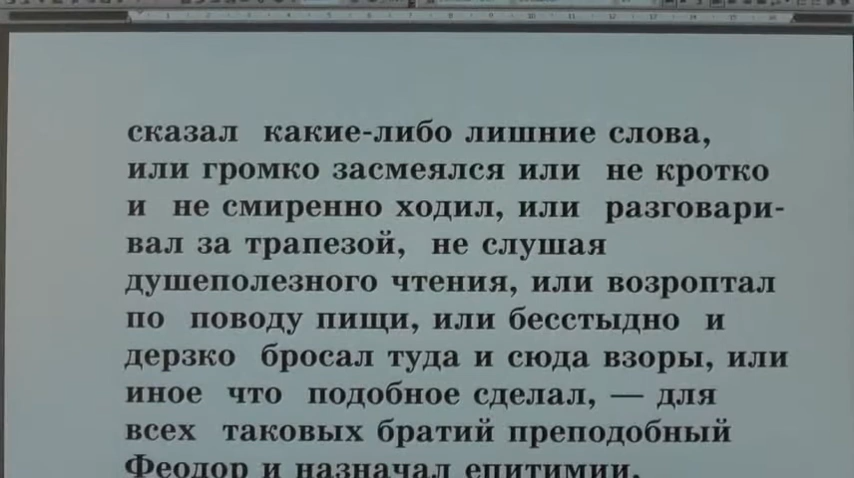 сказал какие-либо лишние слова,
или громко засмеялся или не кротко
и не смиренно ходил, или разговари-
вал за трапезой, не слушая
душеполезного чтения, или возроптал
по поводу пищи, или бесстыдно и
дерзко бросал туда и сюда взоры, или
иное что подобное сделал, — для
всех таковых братий преподобный
Феодор и назначал епитимии.